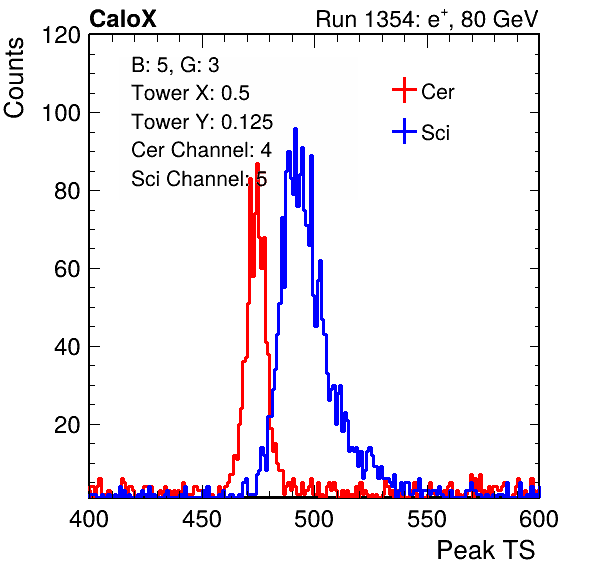 CaloX Run 1354: e⁺, 80 GeV
Counts
120
100
80
60
40
20
B: 5, G: 3
Tower X: 0.5
Tower Y: 0.125
Cer Channel: 4
Sci Channel: 5
Cer
Sci
400 450 500 550 600
Peak TS